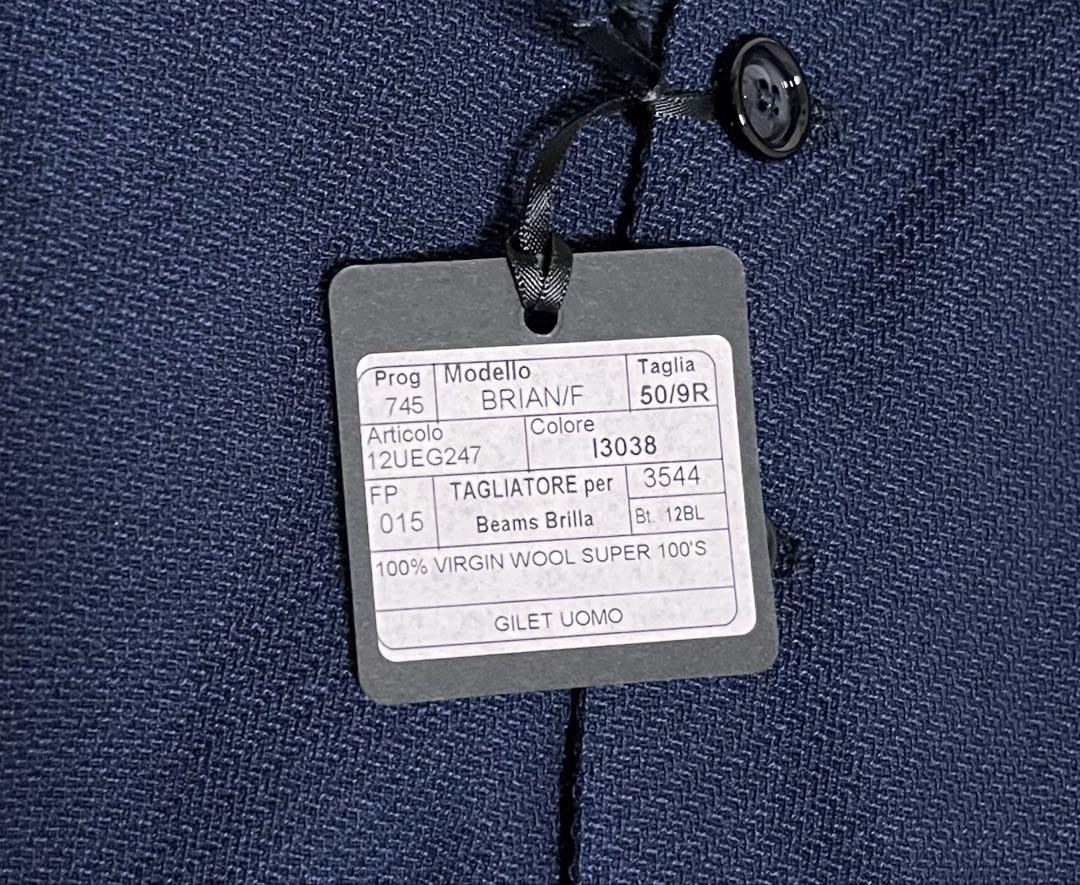 Prog Modello Taglia
745 BRIAN/F 50/9R
Articolo Colore
12UEG247 I3038
FP TAGLIATORE per 3544
015 Beams Brilla Bt. 12BL
100% VIRGIN WOOL SUPER 100'S
GILET UOMO